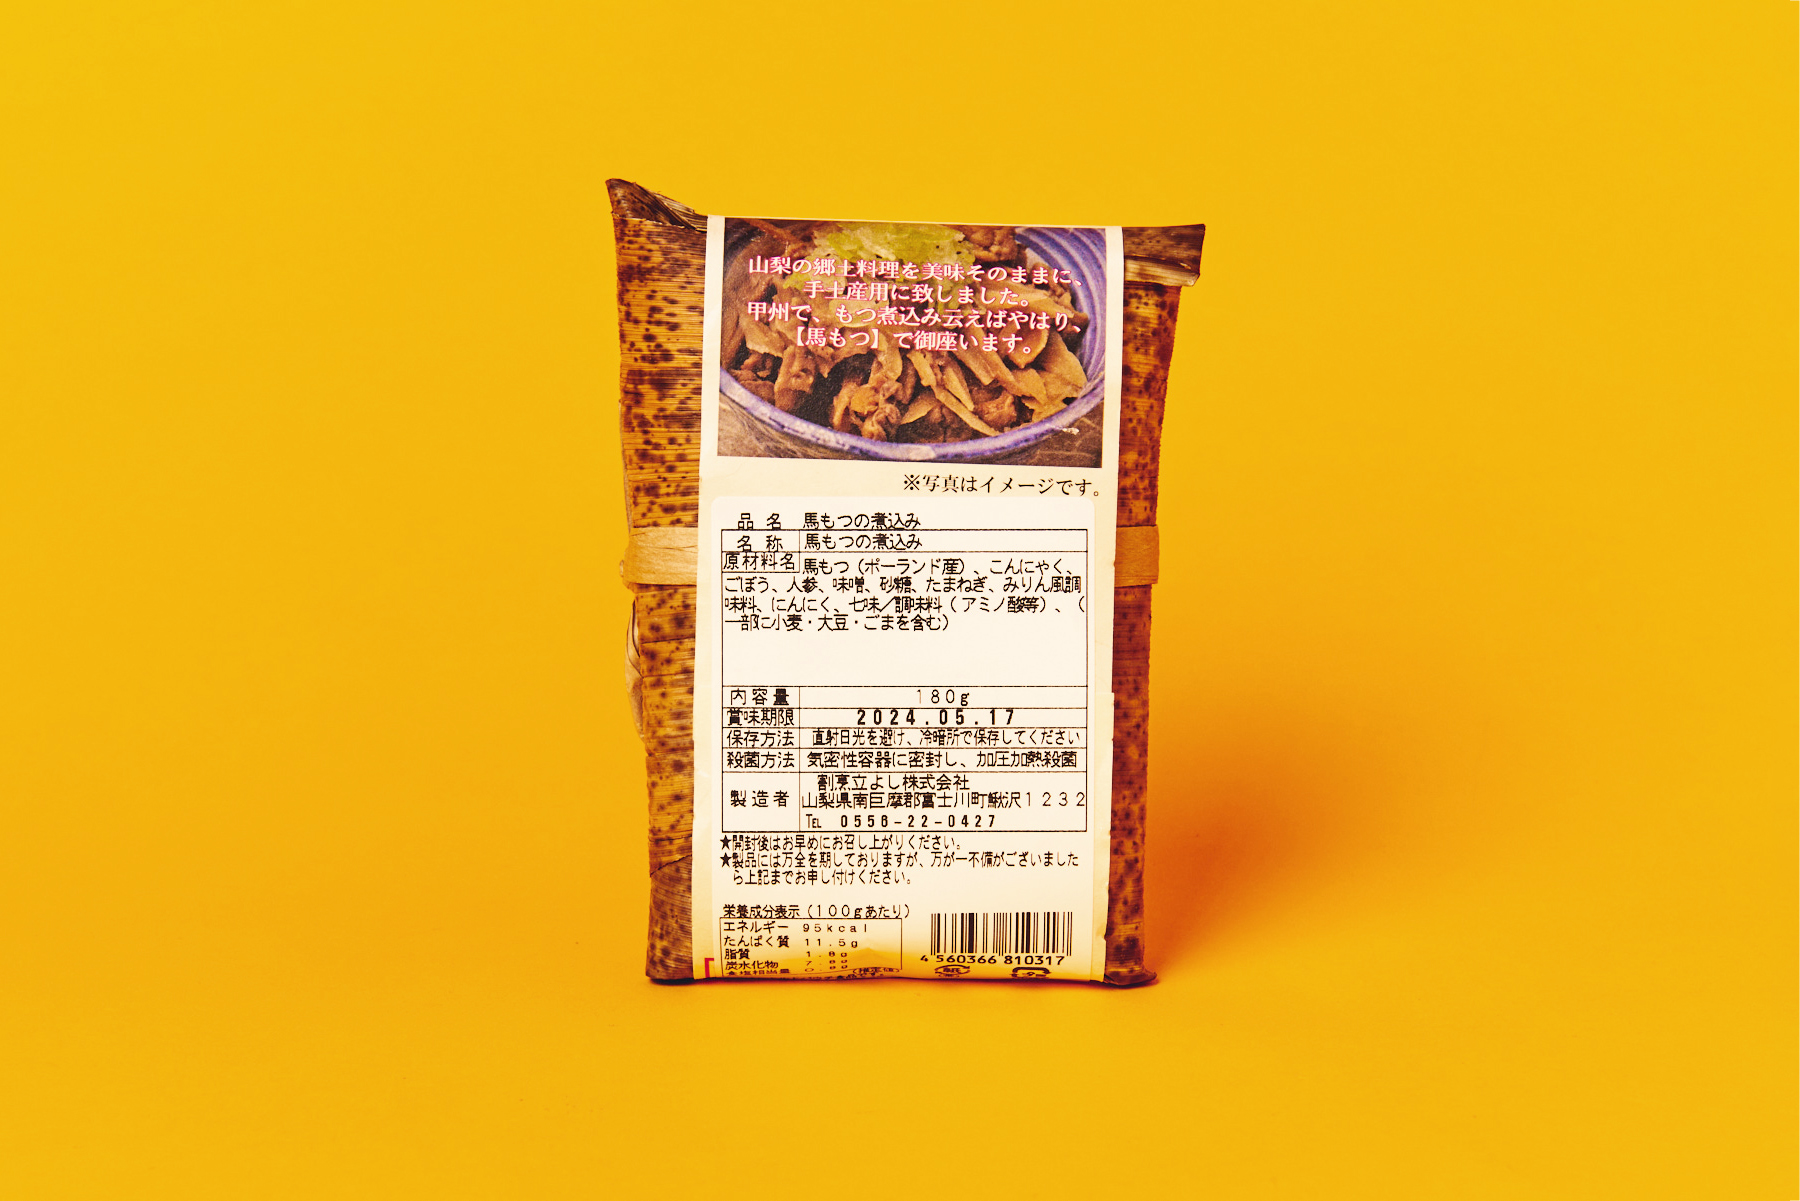 山梨の郷土料理を美味そのままに、
手土産用に致しました。
甲州で、もつ煮込み云えばやはり、
【馬もつ】で御座います。
※写真はイメージです。
品名 馬もつの煮込み
名称 馬もつの煮込み
原材料名 馬もつ（ポーランド産）、こんにゃく、
ごぼう、人参、味噌、砂糖、たまねぎ、みりん風調
味料、にんにく、七味／調味料（アミノ酸等）、（
一部に小麦・大豆・ごまを含む）
内容量 180g
賞味期限 2024.05.17
保存方法 直射日光を避け、冷暗所で保存してください
殺菌方法 気密性容器に密封し、加圧加熱殺菌
割烹立よし株式会社
製造者 山梨県南巨摩郡富士川町鰍沢1232
TEL 0556-22-0427
★開封後はお早めにお召し上がりください。
★製品には万全を期しておりますが、万が一不備がございました
ら上記までお申し付けください。
栄養成分表示（100gあたり）
エネルギー 95kcal
たんぱく質 11.5g
脂質 1.8g
炭水化物
4 560366 810317